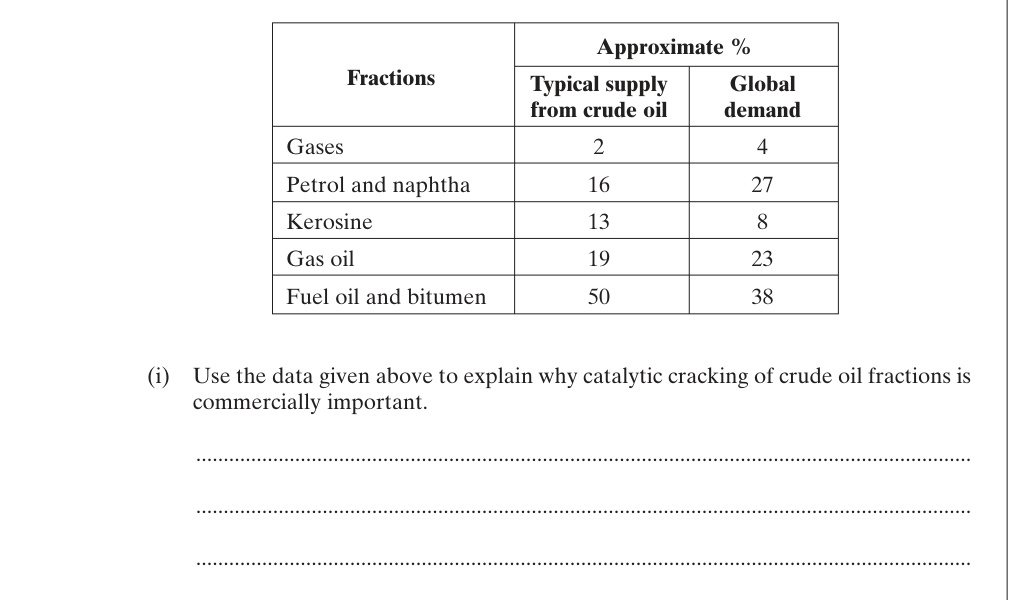 Approximate %
Fractions
Typical supply from crude oil
Global demand
Gases 2 4
Petrol and naphtha 16 27
Kerosine 13 8
Gas oil 19 23
Fuel oil and bitumen 50 38
(i) Use the data given above to explain why catalytic cracking of crude oil fractions is
commercially important.